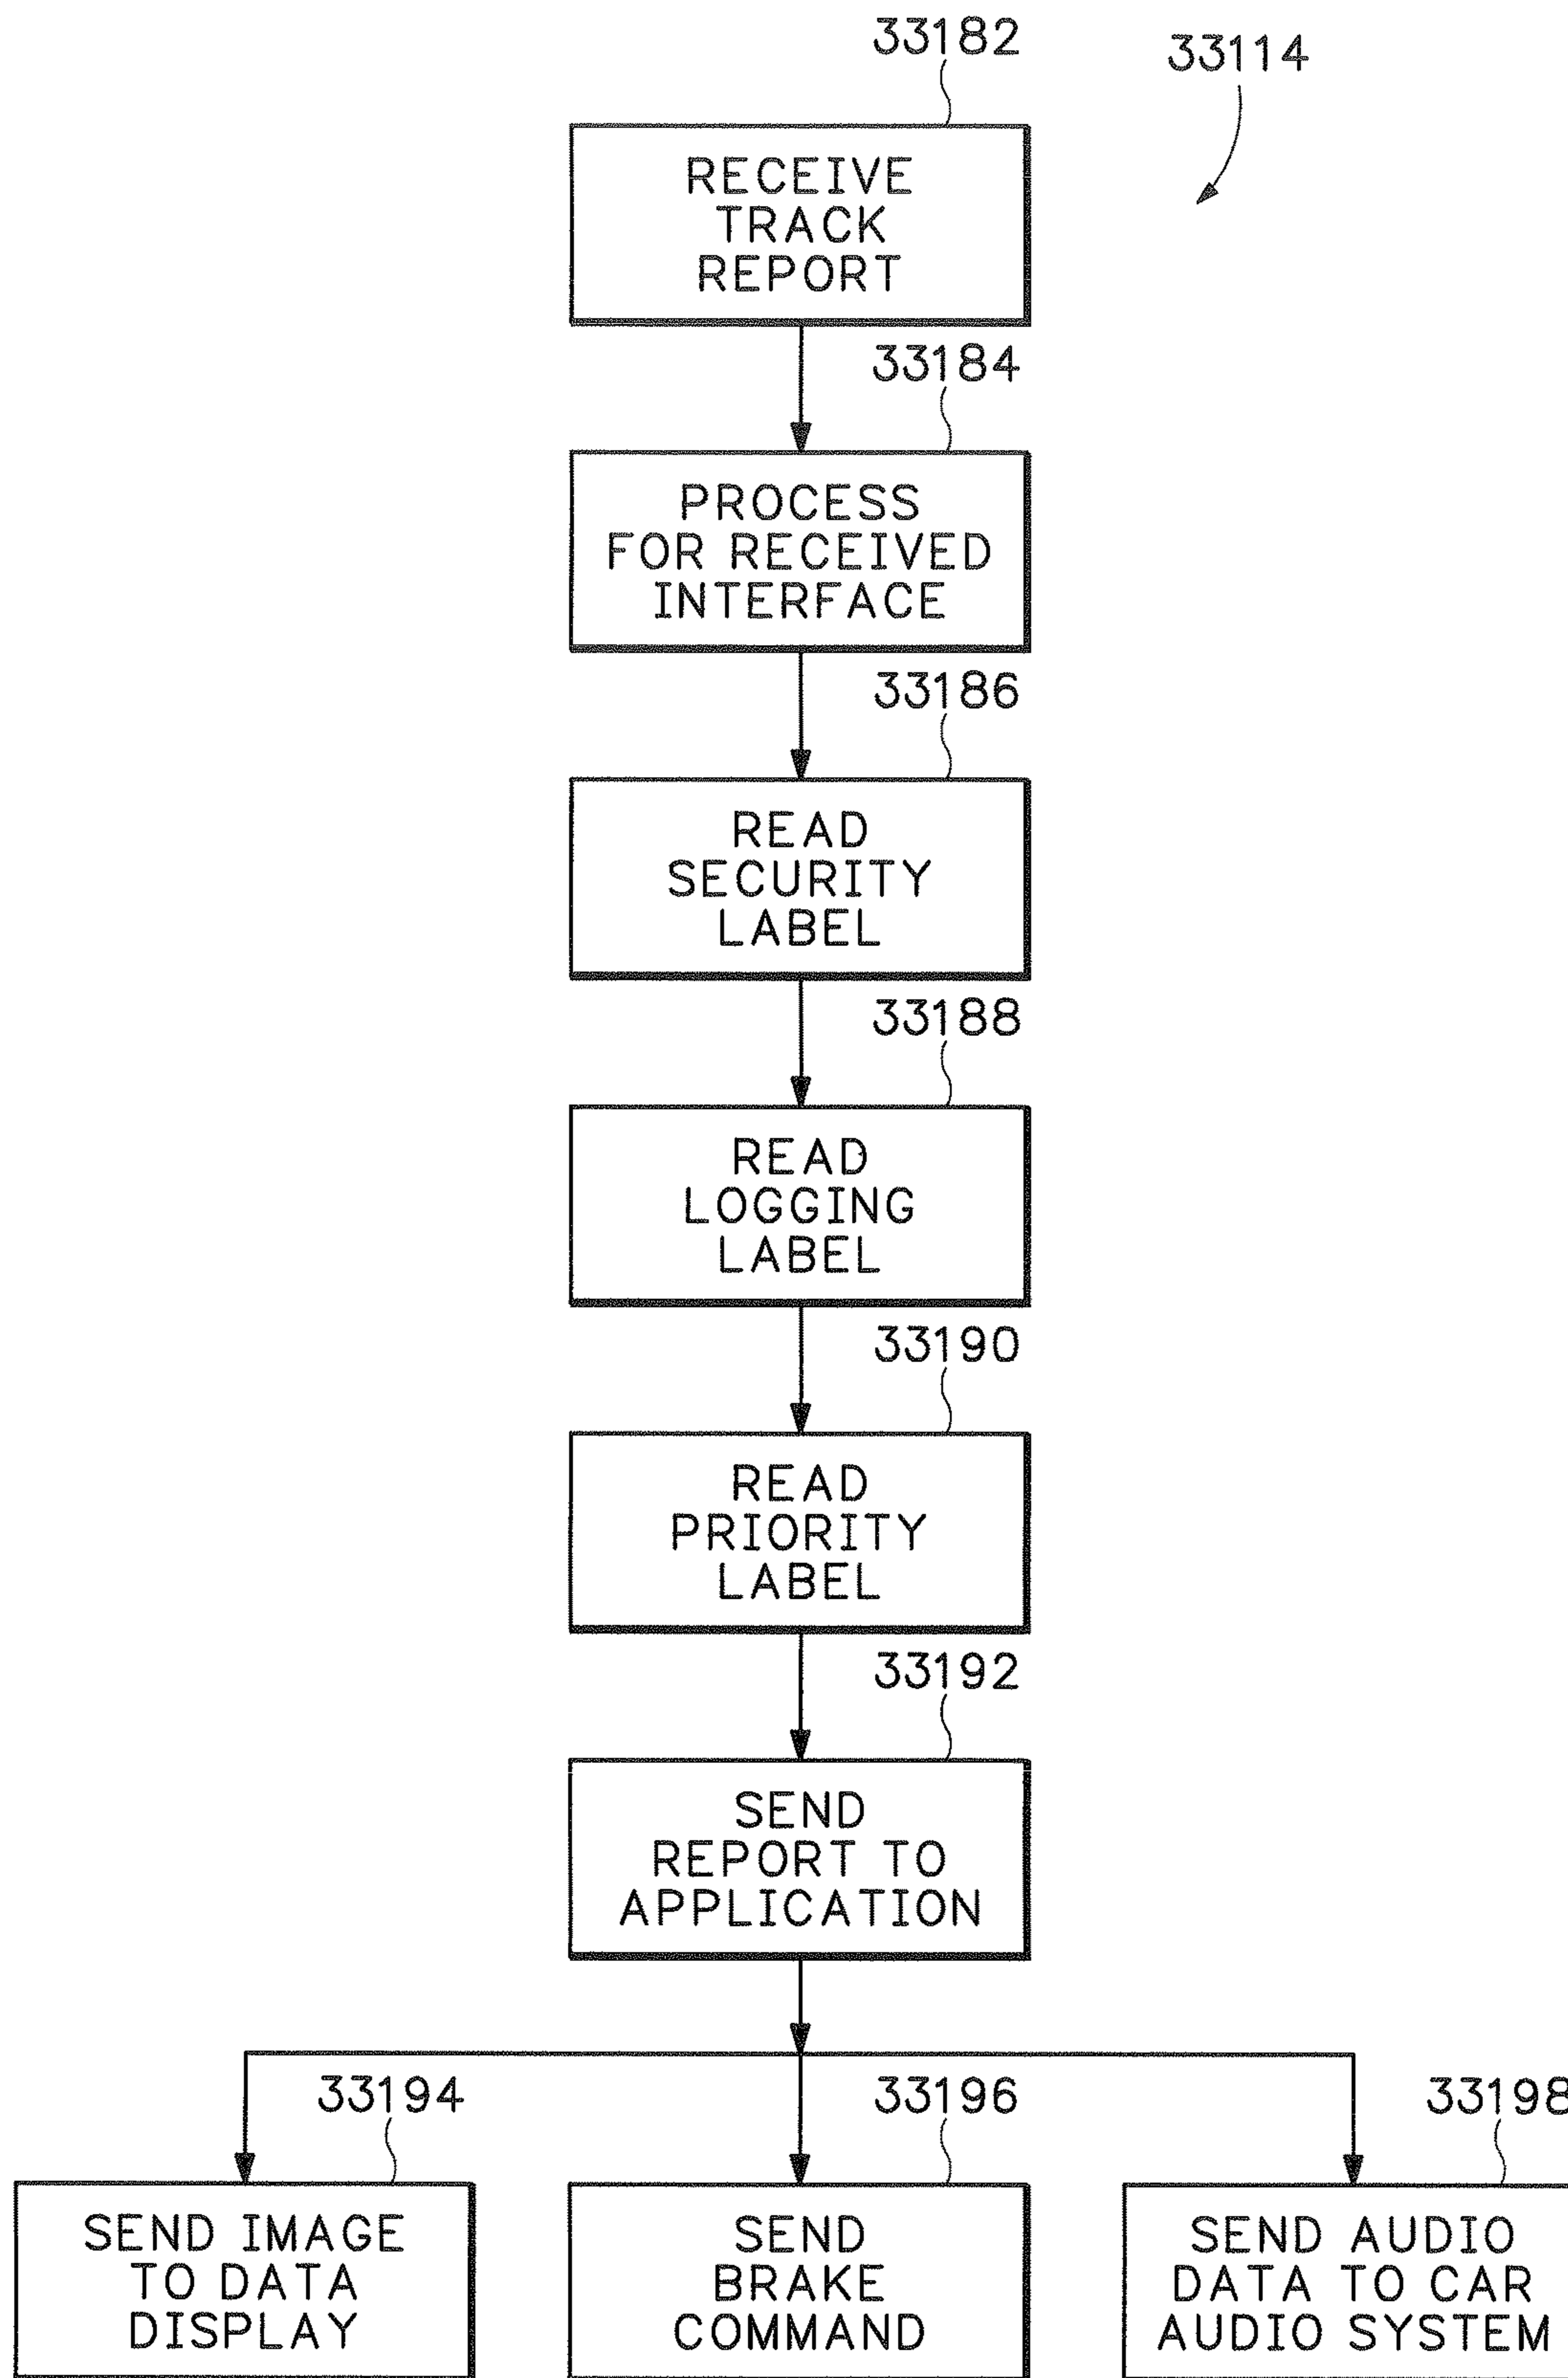 33182
33114
RECEIVE
TRACK
REPORT
33184
PROCESS
FOR RECEIVED
INTERFACE
33186
READ
SECURITY
LABEL
33188
READ
LOGGING
LABEL
33190
READ
PRIORITY
LABEL
33192
SEND
REPORT TO
APPLICATION
33194
33196
33198
SEND IMAGE
TO DATA
DISPLAY
SEND
BRAKE
COMMAND
SEND AUDIO
DATA TO CAR
AUDIO SYSTEM